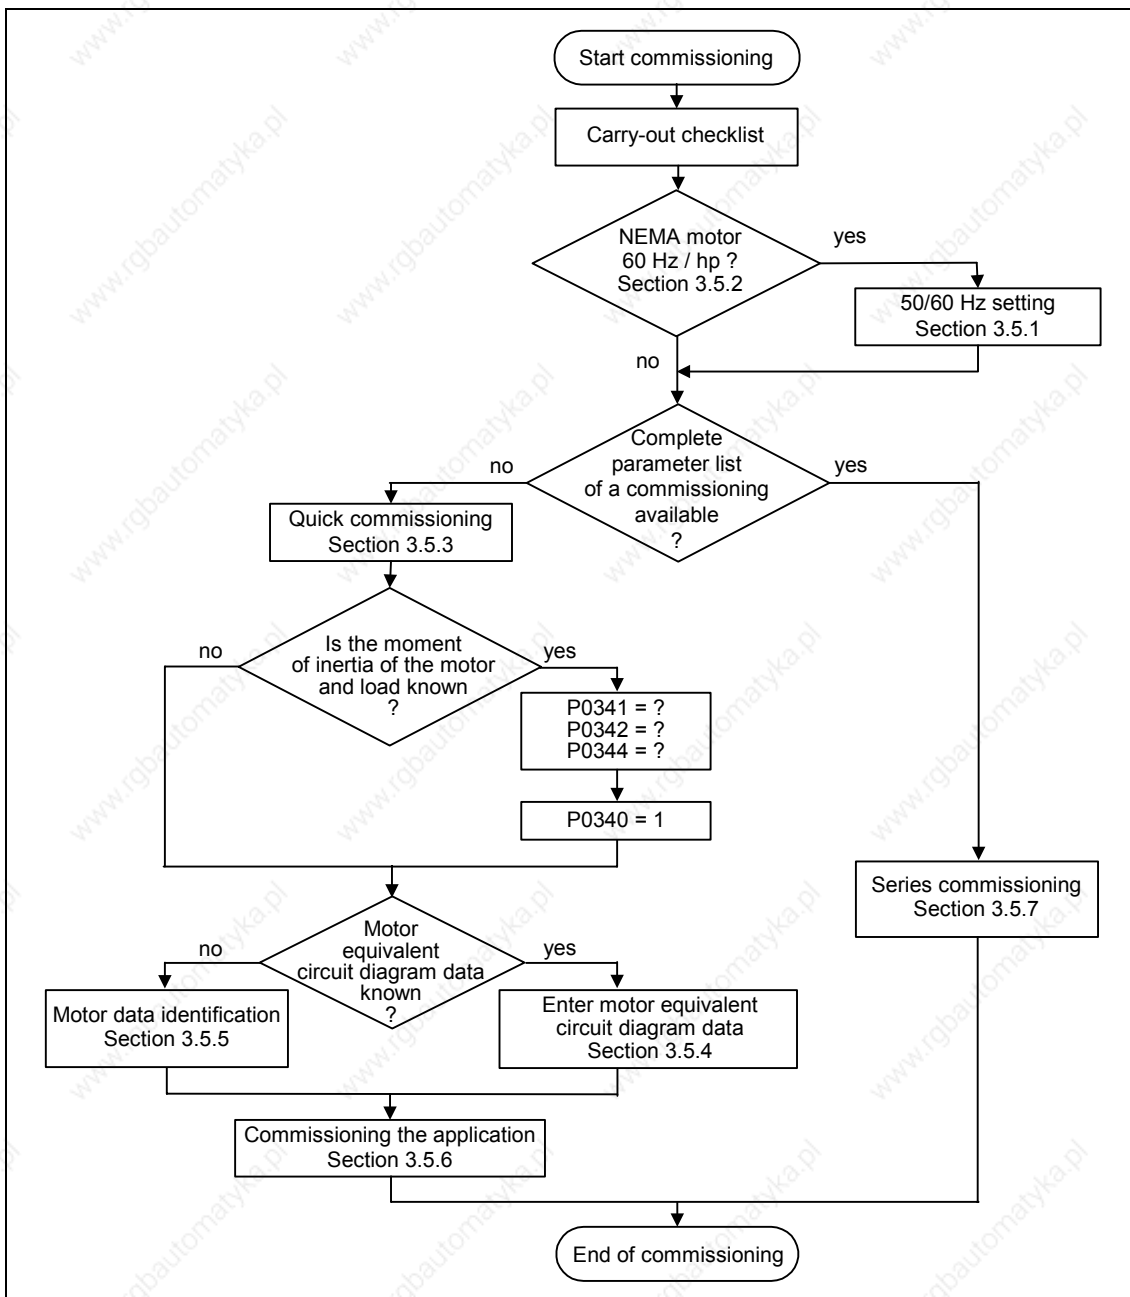 Start commissioning
Carry-out checklist
NEMA motor
60 Hz / hp ?
Section 3.5.2
yes
50/60 Hz setting
Section 3.5.1
no
Complete
parameter list
of a commissioning
available
?
no
yes
Quick commissioning
Section 3.5.3
Is the moment
of inertia of the motor
and load known
?
no
yes
P0341 = ?
P0342 = ?
P0344 = ?
P0340 = 1
Series commissioning
Section 3.5.7
Motor
equivalent
circuit diagram data
known
?
no
yes
Motor data identification
Section 3.5.5
Enter motor equivalent
circuit diagram data
Section 3.5.4
Commissioning the application
Section 3.5.6
End of commissioning
www.rgbautomatyka.pl